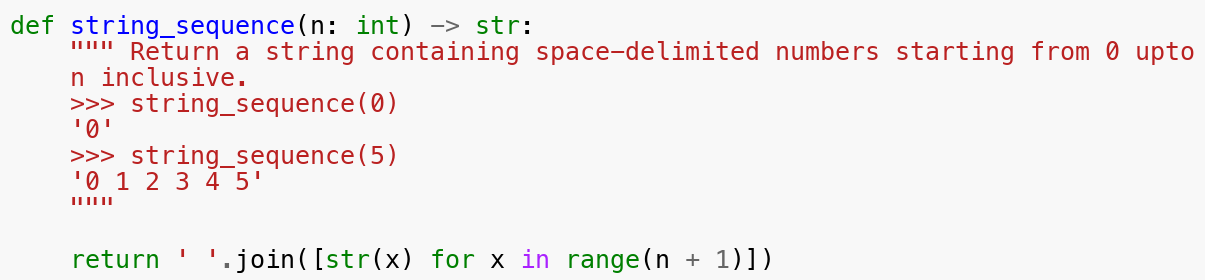 def string_sequence(n: int) -> str:
    """ Return a string containing space-delimited numbers starting from 0 upto
    n inclusive.
    >>> string_sequence(0)
    '0'
    >>> string_sequence(5)
    '0 1 2 3 4 5'
    """

    return ' '.join([str(x) for x in range(n + 1)])